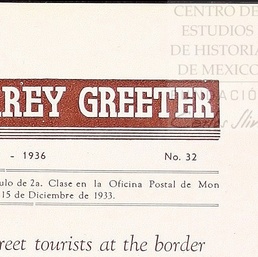 CENTRO DE
ESTUDIOS
DE HISTORIA
DE MEXICO
REY GREETER
- 1936 No. 32
ulo de 2a. Clase en la Oficina Postal de Mon
15 de Diciembre de 1933.
reet tourists at the border